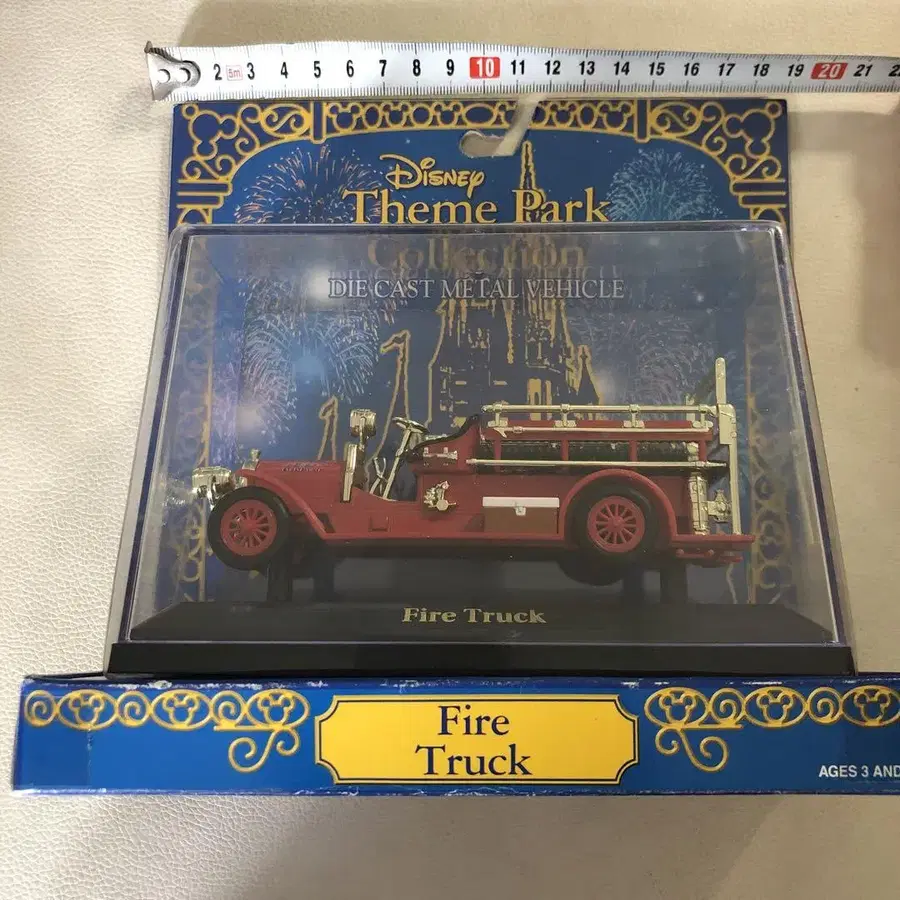 2 5m 3 4 5 6 7 8 9 10 11 12 13 14 15 16 17 18 19 20 21
Disney
Theme Park
Collection
DIE CAST METAL VEHICLE
Fire Truck
Fire
Truck
AGES 3 AND